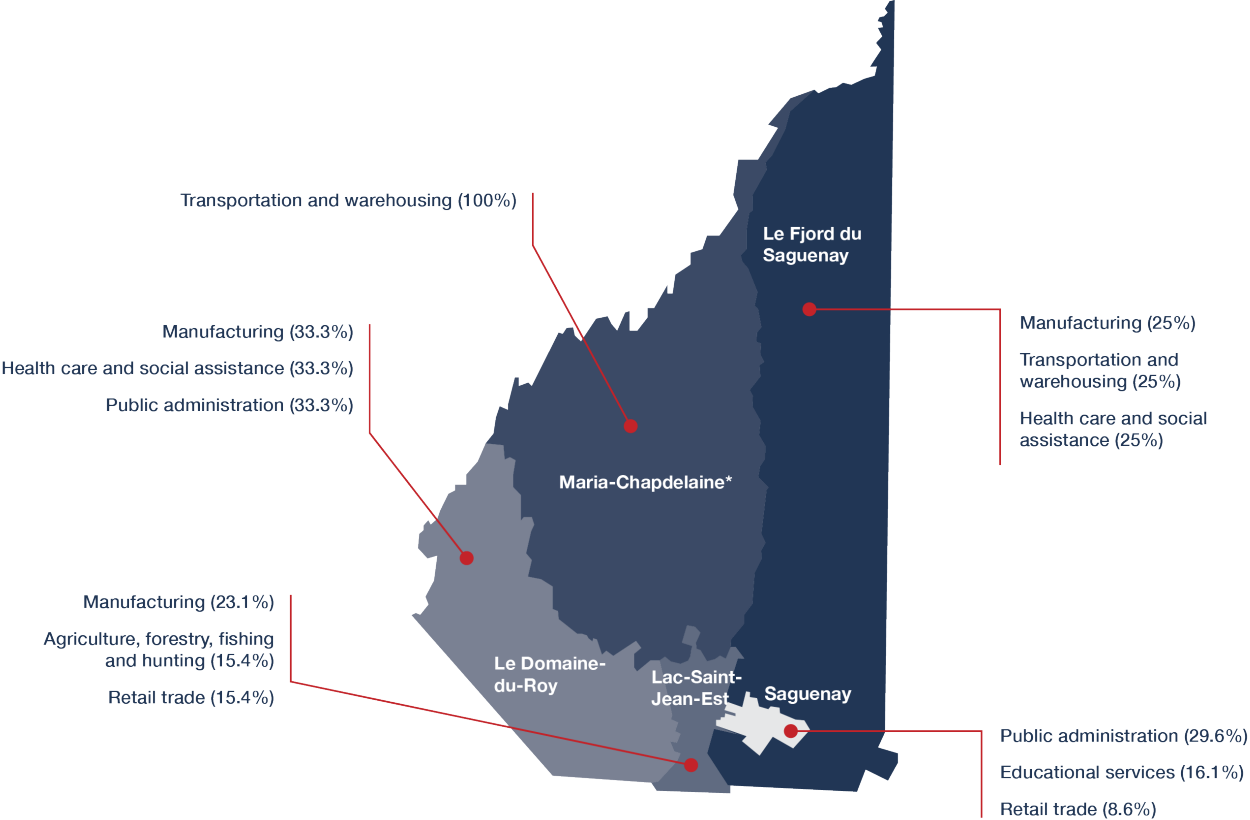 Transportation and warehousing (100%)
Le Fjord du
Saguenay
Manufacturing (25%)
Transportation and
warehousing (25%)
Health care and social
assistance (25%)
Manufacturing (33.3%)
Health care and social assistance (33.3%)
Public administration (33.3%)
Maria-Chapdelaine*
Manufacturing (23.1%)
Agriculture, forestry, fishing
and hunting (15.4%)
Retail trade (15.4%)
Le Domaine-
du-Roy
Lac-Saint-
Jean-Est
Saguenay
Public administration (29.6%)
Educational services (16.1%)
Retail trade (8.6%)